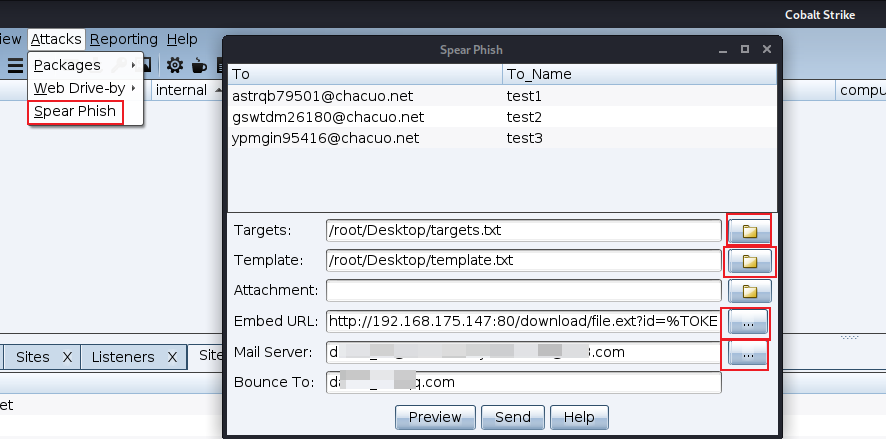 Cobalt Strike
iew Attacks Reporting Help
Packages
Web Drive-by
Spear Phish
internal
compu
Spear Phish
To To_Name
astrqb79501@chacuo.net test1
gswtdm26180@chacuo.net test2
ypmgin95416@chacuo.net test3
Targets: /root/Desktop/targets.txt
Template: /root/Desktop/template.txt
Attachment:
Embed URL: http://192.168.175.147:80/download/file.ext?id=%TOKE ...
Mail Server: .com ...
Bounce To: q.com
Preview Send Help
Sites X Listeners X Site
et